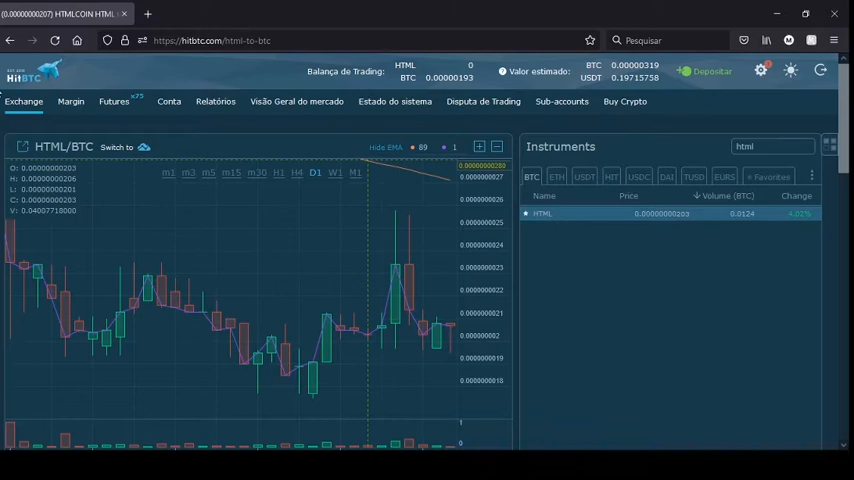 (0.00000000207) HTMLCOIN HTML
https://hitbtc.com/html-to-btc
Pesquisar
EST. 2013
HitBTC
Balança de Trading:
HTML 0
BTC 0.00000193
Valor estimado:
BTC 0.00000319
USDT 0.19715758
Depositar
Exchange Margin Futures x75 Conta Relatórios Visão Geral do mercado Estado do sistema Disputa de Trading Sub-accounts Buy Crypto
HTML/BTC Switch to
Hide EMA 89 1
O: 0.00000000203
H: 0.00000000206
L: 0.00000000201
C: 0.00000000203
V: 0.04007718000
m1 m3 m5 m15 m30 H1 H4 D1 W1 M1
0.00000000280
0.0000000027
0.0000000026
0.0000000025
0.0000000024
0.0000000023
0.0000000022
0.0000000021
0.000000002
0.0000000019
0.0000000018
1
0
Instruments
html
BTC ETH USDT HIT USDC DAI TUSD EURS Favorites
Name Price Volume (BTC) Change
HTML 0.00000000203 0.0124 4.02%